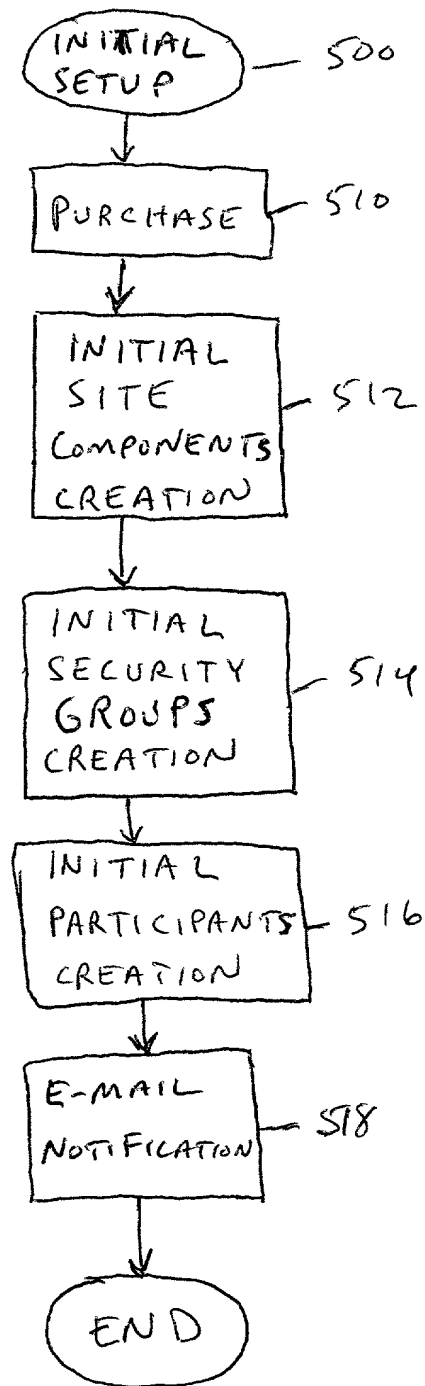 INITIAL
SETUP
500
PURCHASE
510
INITIAL
SITE
COMPONENTS
CREATION
512
INITIAL
SECURITY
GROUPS
CREATION
514
INITIAL
PARTICIPANTS
CREATION
516
E-MAIL
NOTIFICATION
518
END